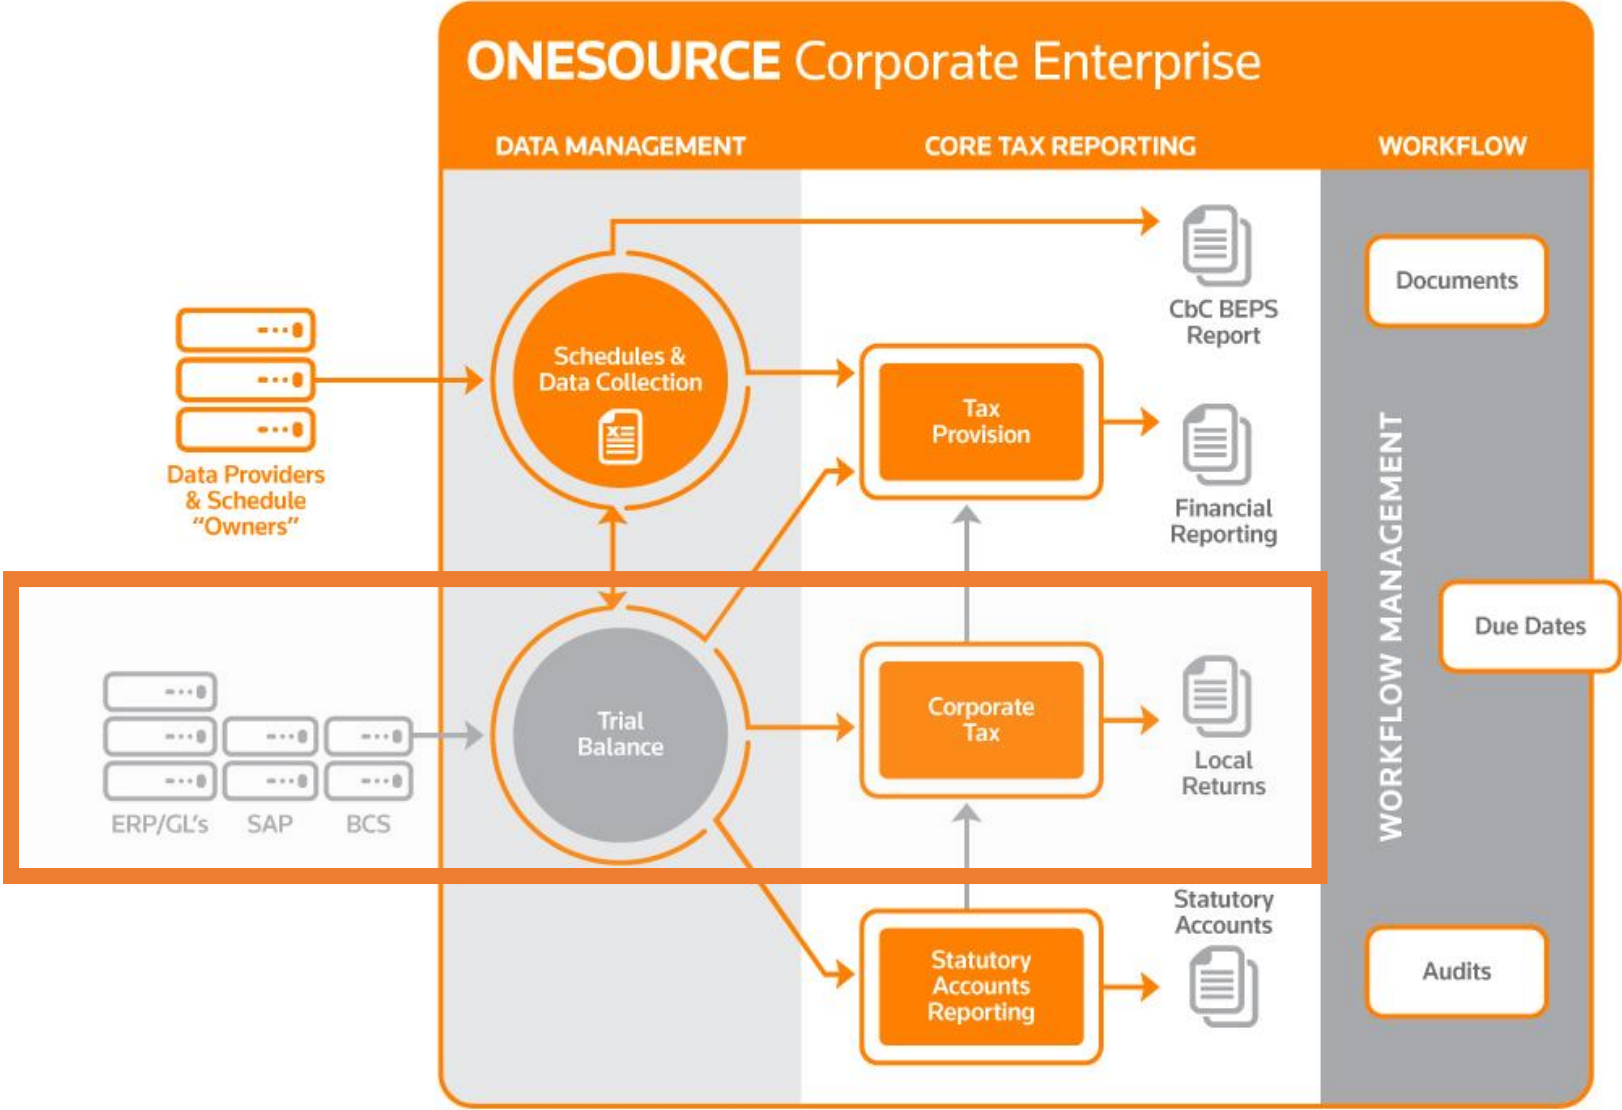 ONESOURCE Corporate Enterprise
DATA MANAGEMENT
CORE TAX REPORTING
WORKFLOW
Data Providers
& Schedule
“Owners”
Schedules &
Data Collection
CbC BEPS
Report
Tax
Provision
Financial
Reporting
ERP/GL's
SAP
BCS
Trial
Balance
Corporate
Tax
Local
Returns
Statutory
Accounts
Reporting
Statutory
Accounts
WORKFLOW MANAGEMENT
Documents
Due Dates
Audits